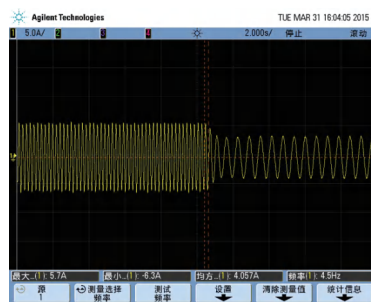 Agilent Technologies TUE MAR 31 16:04:05 2015
1 5.0A/ 2 3 4 2.000s/ 停止 滚动
最大_(1): 5.7A 最小_(1): -6.3A 均方_(1): 4.057A 频率(1): 4.5Hz
源 测量选择 测试 设置 清除测量值 统计信息
1 频率 频率